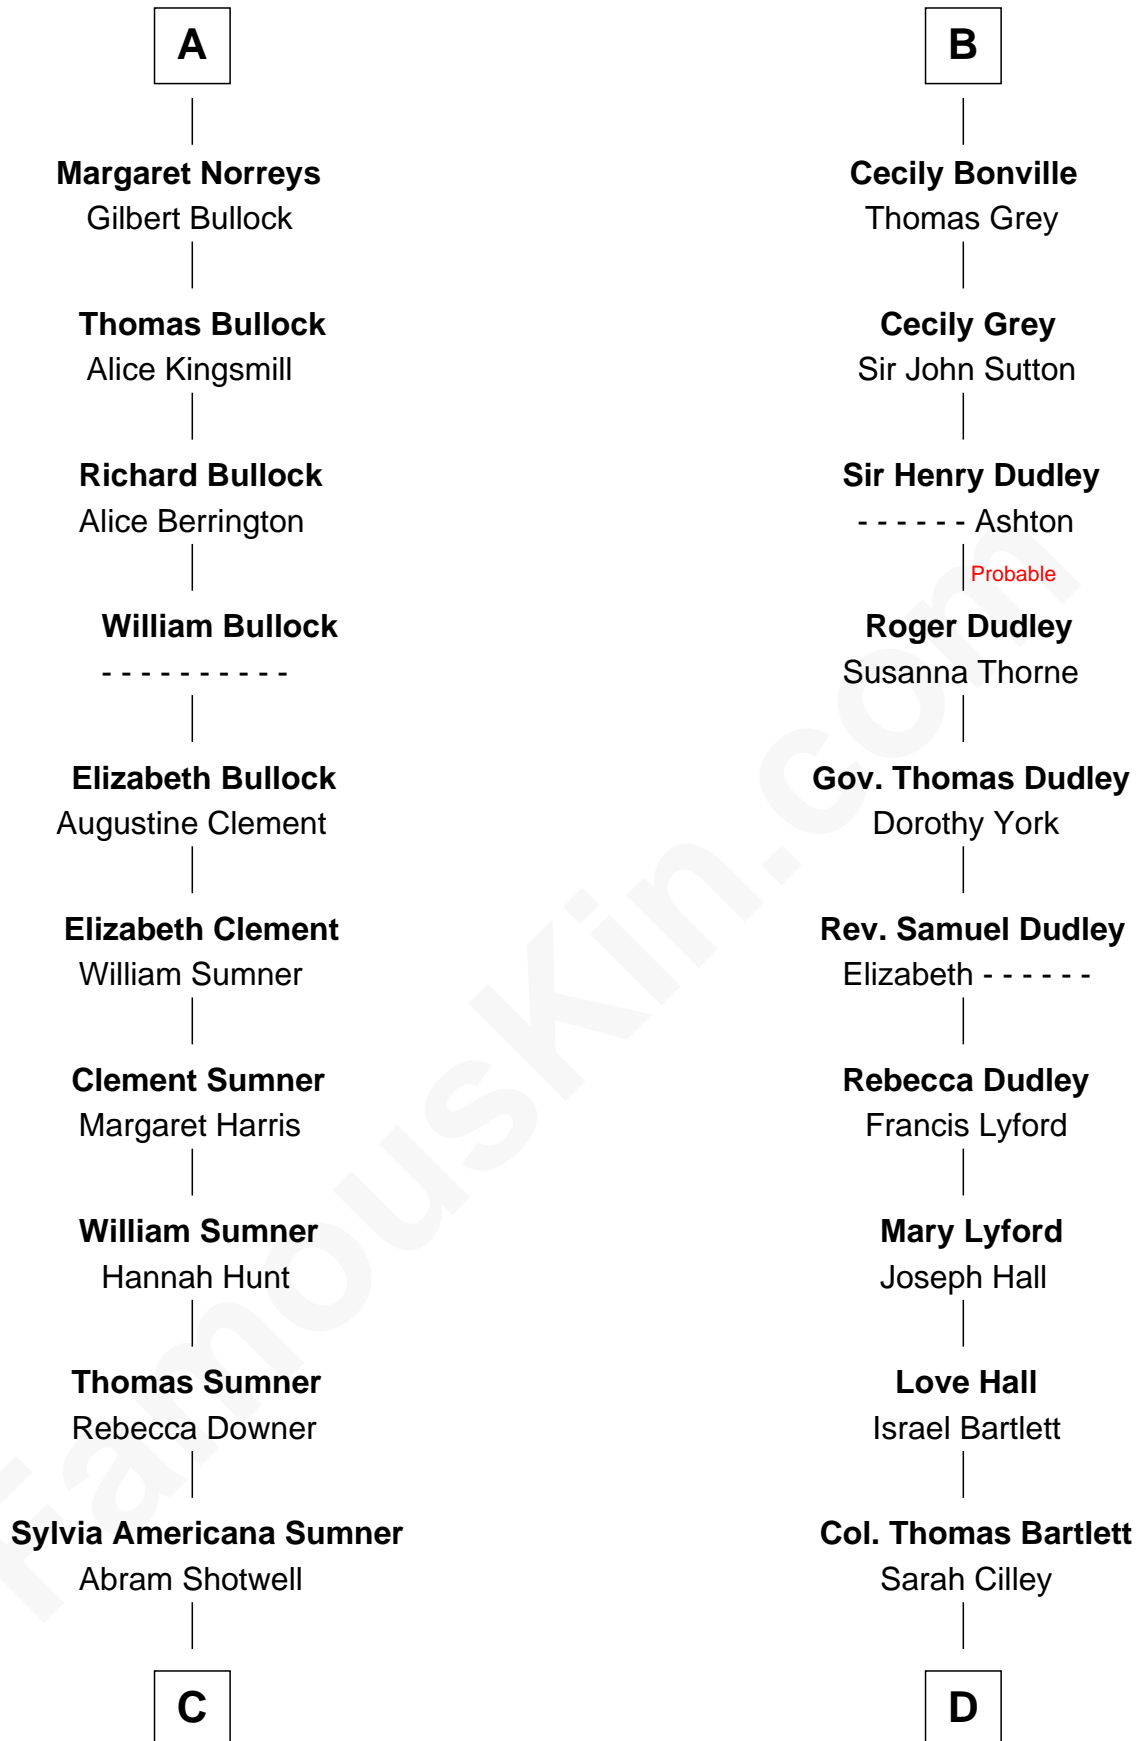 A
Margaret Norreys
Gilbert Bullock
Thomas Bullock
Alice Kingsmill
Richard Bullock
Alice Berrington
William Bullock
- - - - - - - - - -
Elizabeth Bullock
Augustine Clement
Elizabeth Clement
William Sumner
Clement Sumner
Margaret Harris
William Sumner
Hannah Hunt
Thomas Sumner
Rebecca Downer
Sylvia Americana Sumner
Abram Shotwell
C
B
Cecily Bonville
Thomas Grey
Cecily Grey
Sir John Sutton
Sir Henry Dudley
- - - - - - Ashton
Probable
Roger Dudley
Susanna Thorne
Gov. Thomas Dudley
Dorothy York
Rev. Samuel Dudley
Elizabeth - - - - - -
Rebecca Dudley
Francis Lyford
Mary Lyford
Joseph Hall
Love Hall
Israel Bartlett
Col. Thomas Bartlett
Sarah Cilley
D
FamousKin.com